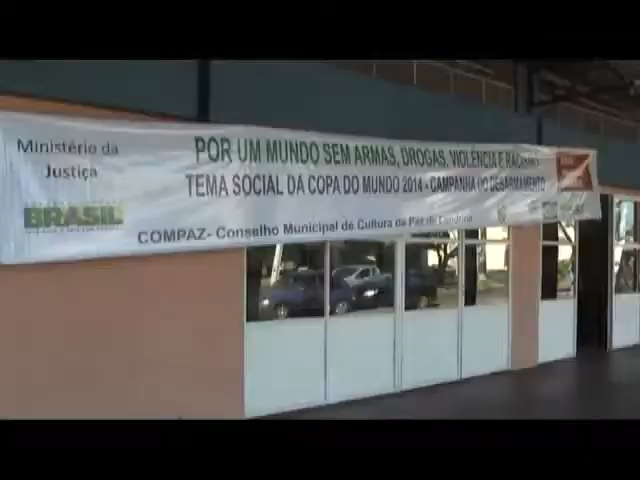 Ministério da
Justiça
BRASIL
POR UM MUNDO SEM ARMAS, DROGAS, VIOLÊNCIA E RACISMO
TEMA SOCIAL DA COPA DO MUNDO 2014 - CAMPANHA DO DESARMAMENTO
COMPAZ- Conselho Municipal de Cultura de Paz de Londrina